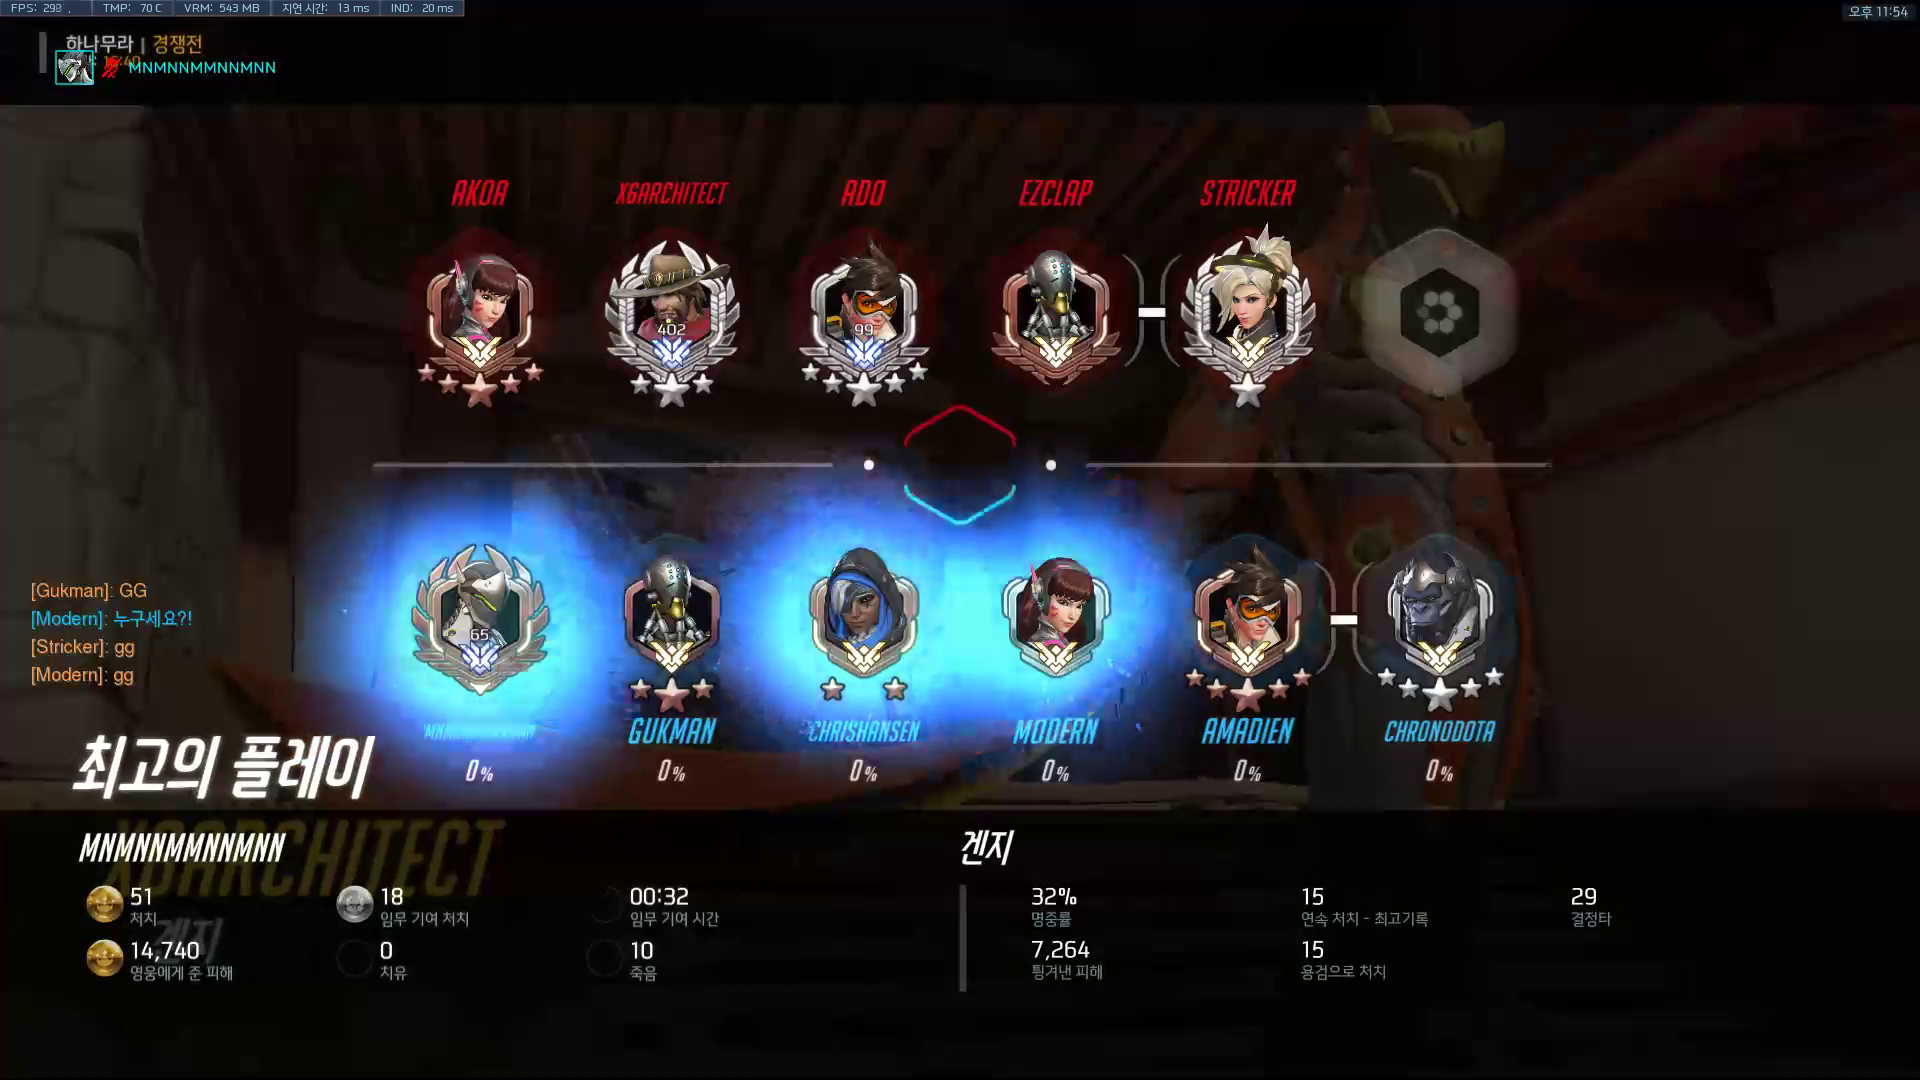 FPS: 298 TMP: 70 C VRM: 543 MB 지연 시간: 13 ms IND: 20 ms
오후 11:54
하나무라 | 경쟁전
MNMNNMMNNMNN
AKOA X6ARCHITECT ADO EZCLAP STRICKER
402 99
[Gukman]: GG
[Modern]: 누구세요?!
[Stricker]: gg
[Modern]: gg
65
GUKMAN CHRISHANSEN MODERN AMADIEN CHRONODOTA
0% 0% 0% 0% 0% 0%
최고의 플레이
X6ARCHITECT
겐지
MNMNNMMNNMNN
겐지
51 18 00:32
처치 임무 기여 처치 임무 기여 시간
14,740 0 10
영웅에게 준 피해 치유 죽음
32% 15 29
명중률 연속 처치 - 최고기록 결정타
7,264 15
튕겨낸 피해 용검으로 처치